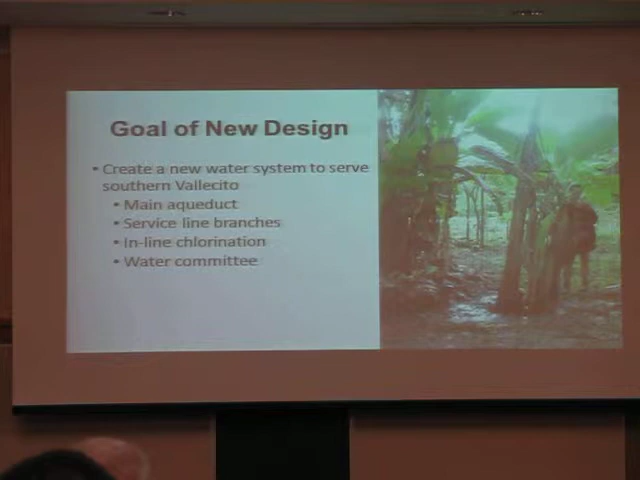 Goal of New Design
• Create a new water system to serve
southern Vallecito
• Main aqueduct
• Service line branches
• In-line chlorination
• Water committee